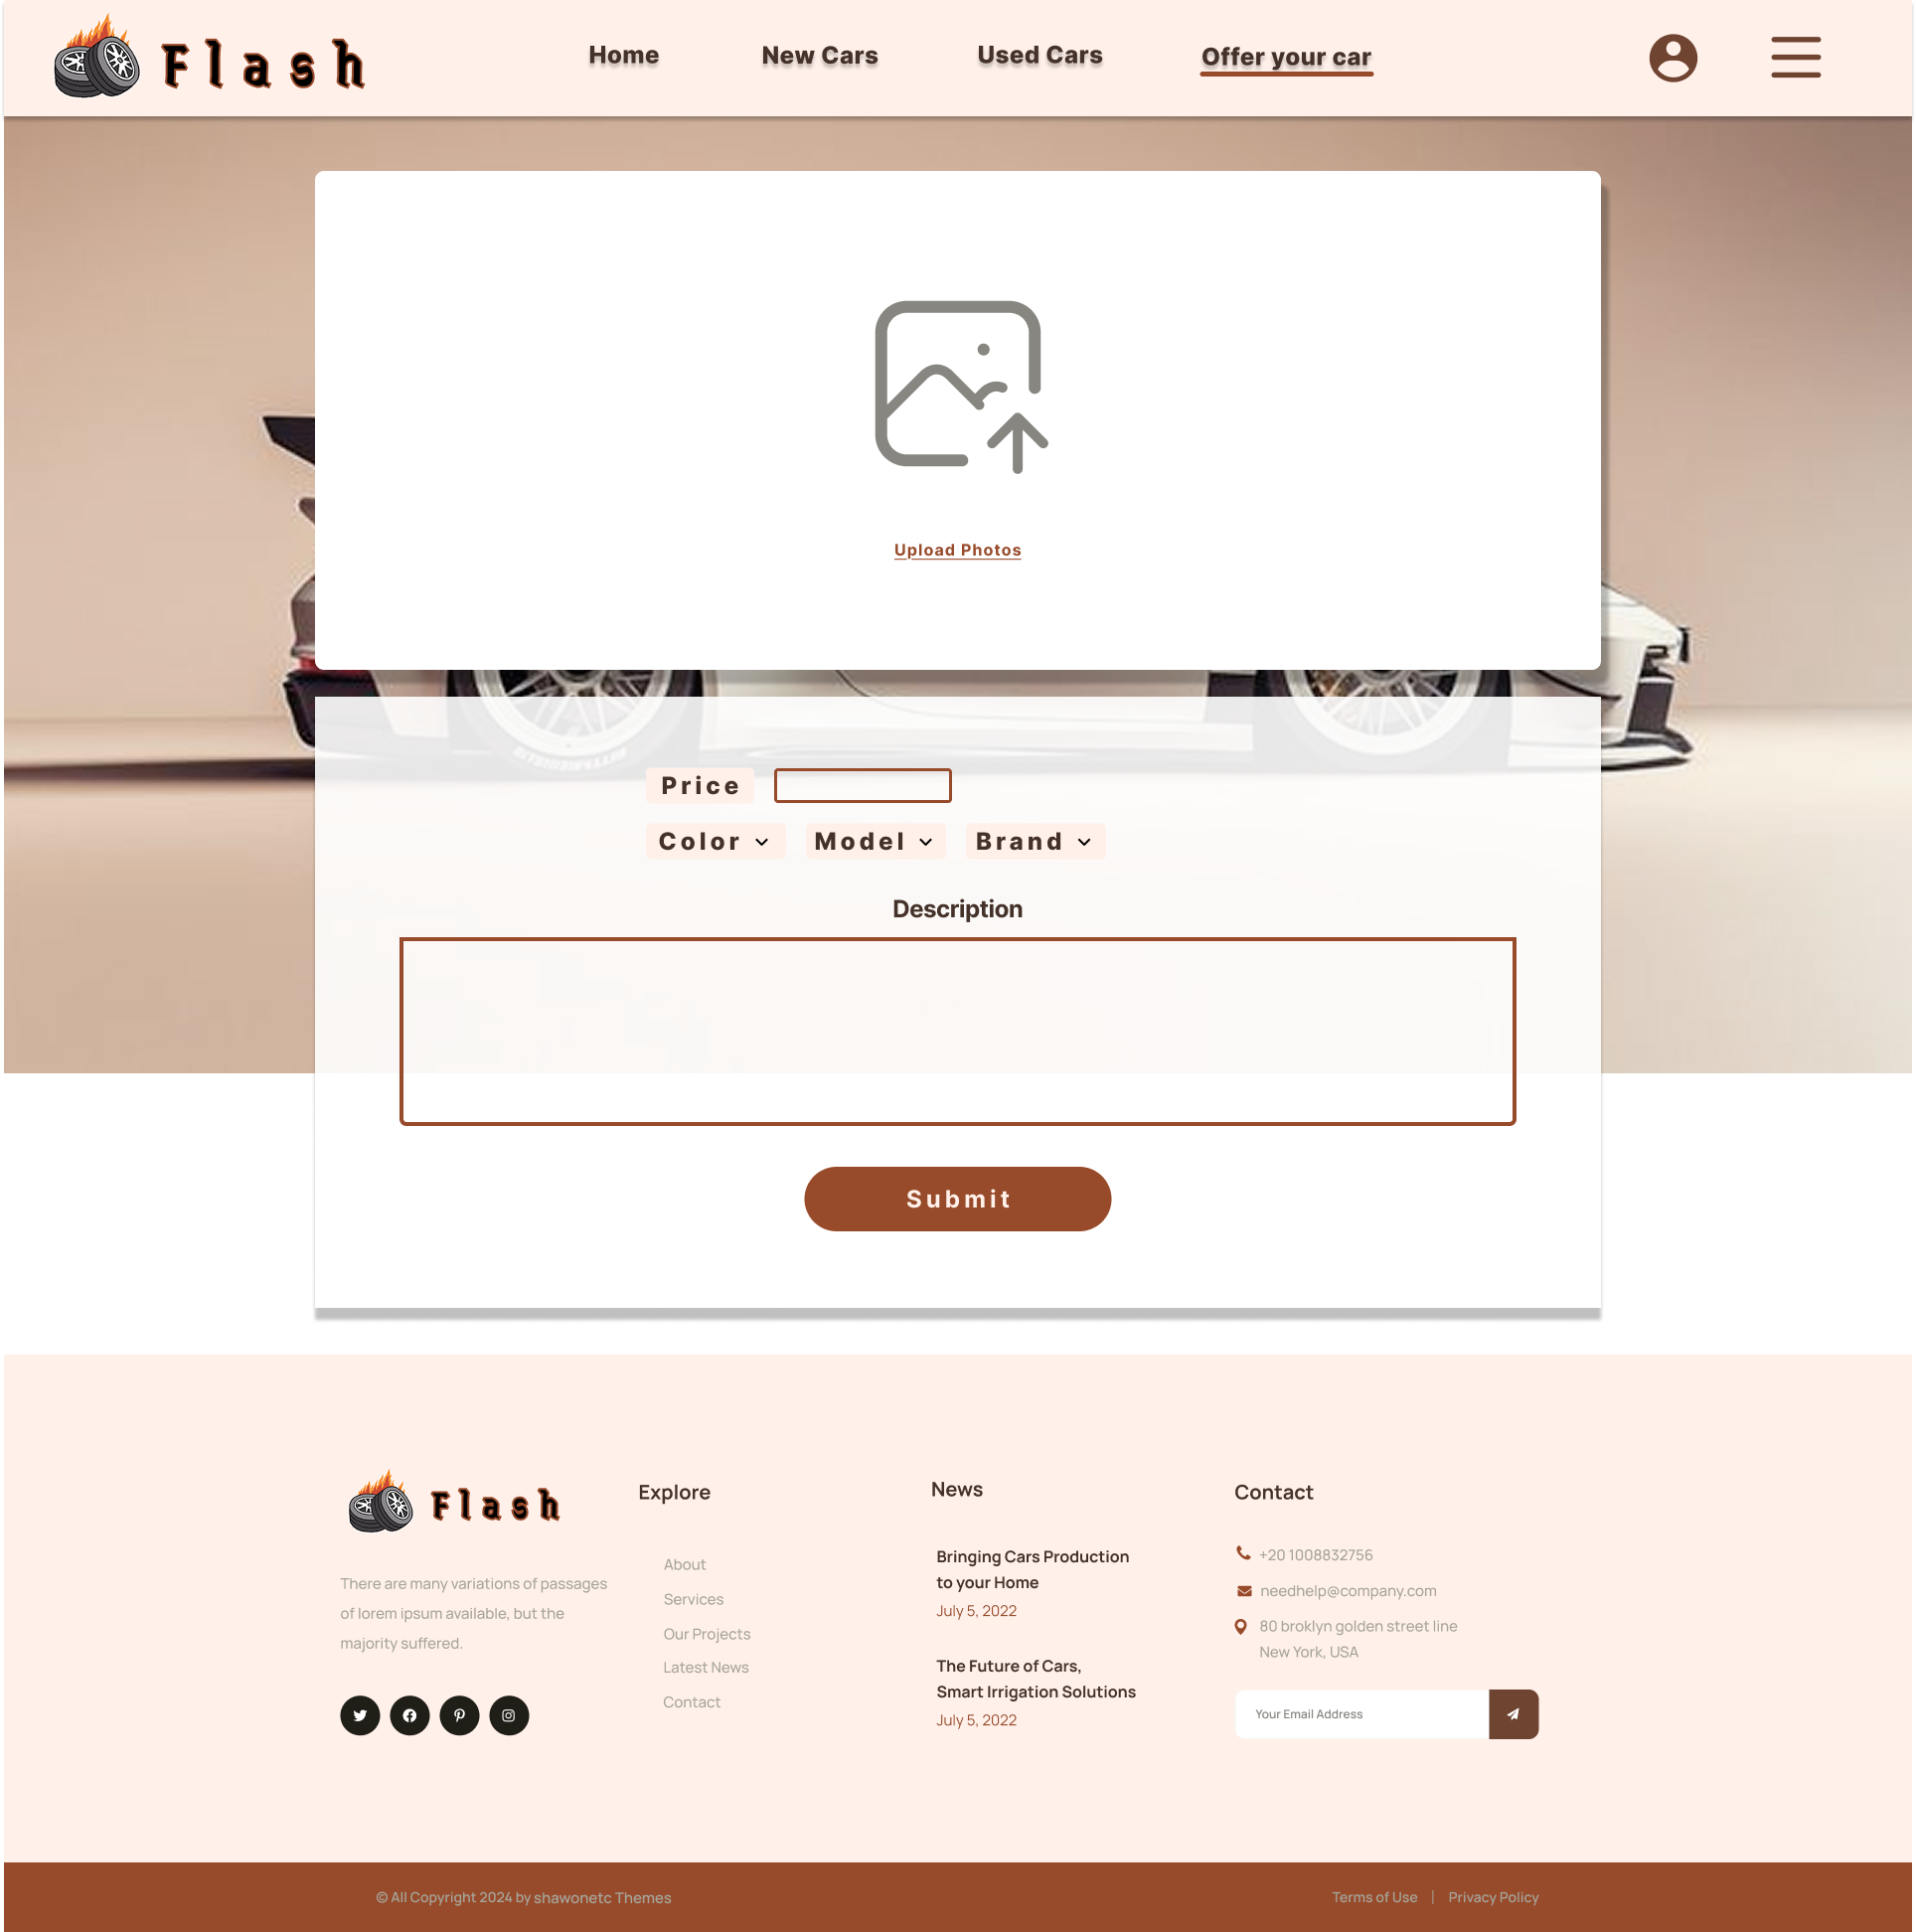 Flash
Home
New Cars
Used Cars
Offer your car
Upload Photos
Price
Color
Model
Brand
Description
Submit
Flash
There are many variations of passages
of lorem ipsum available, but the
majority suffered.
Explore
About
Services
Our Projects
Latest News
Contact
News
Bringing Cars Production
to your Home
July 5, 2022
The Future of Cars,
Smart Irrigation Solutions
July 5, 2022
Contact
+20 1008832756
needhelp@company.com
80 broklyn golden street line
New York, USA
Your Email Address
© All Copyright 2024 by shawonetc Themes
Terms of Use | Privacy Policy